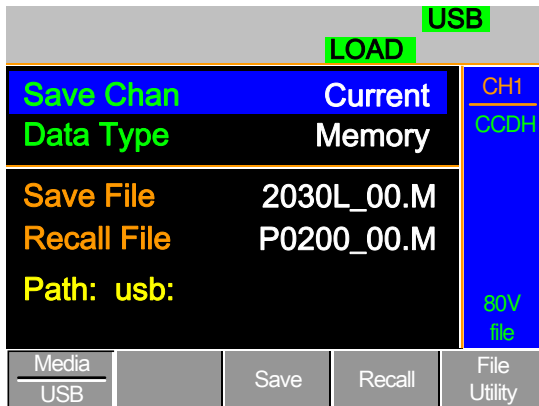 USB
LOAD
Save Chan Current
Data Type Memory
Save File 2030L_00.M
Recall File P0200_00.M
Path: usb:
CH1
CCDH
80V
file
Media
USB
Save
Recall
File
Utility